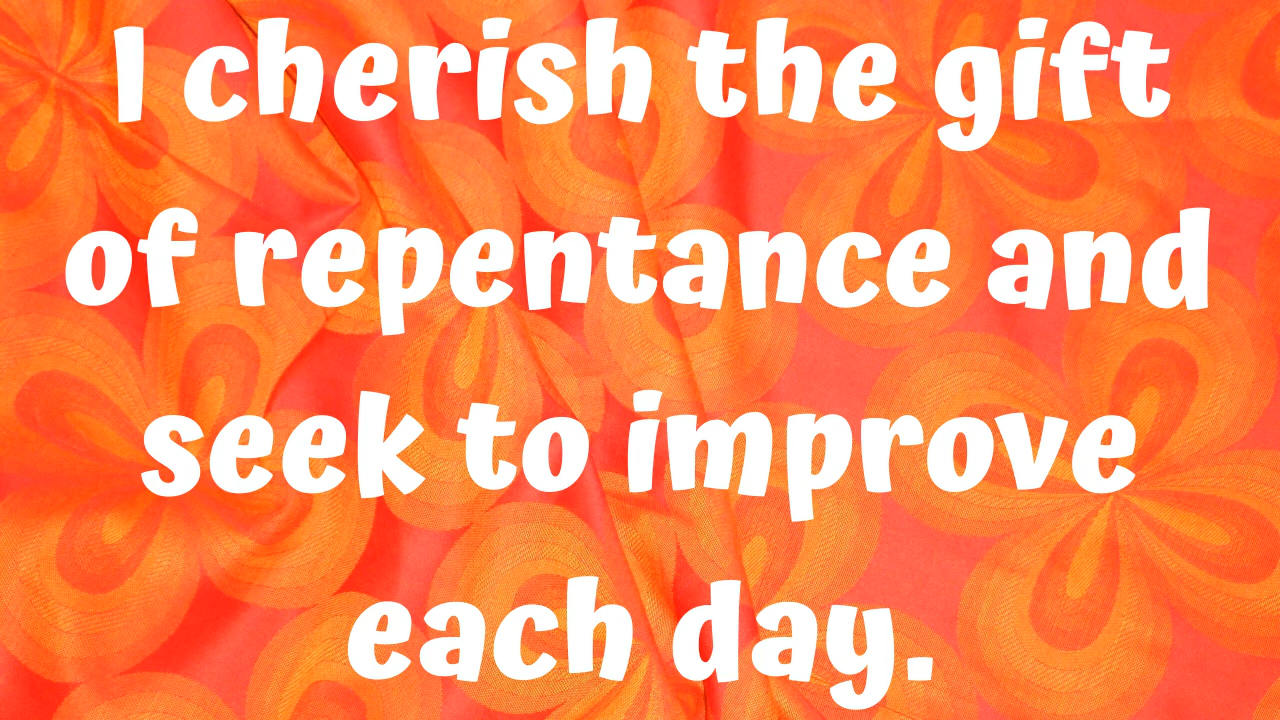 I cherish the gift
of repentance and
seek to improve
each day.